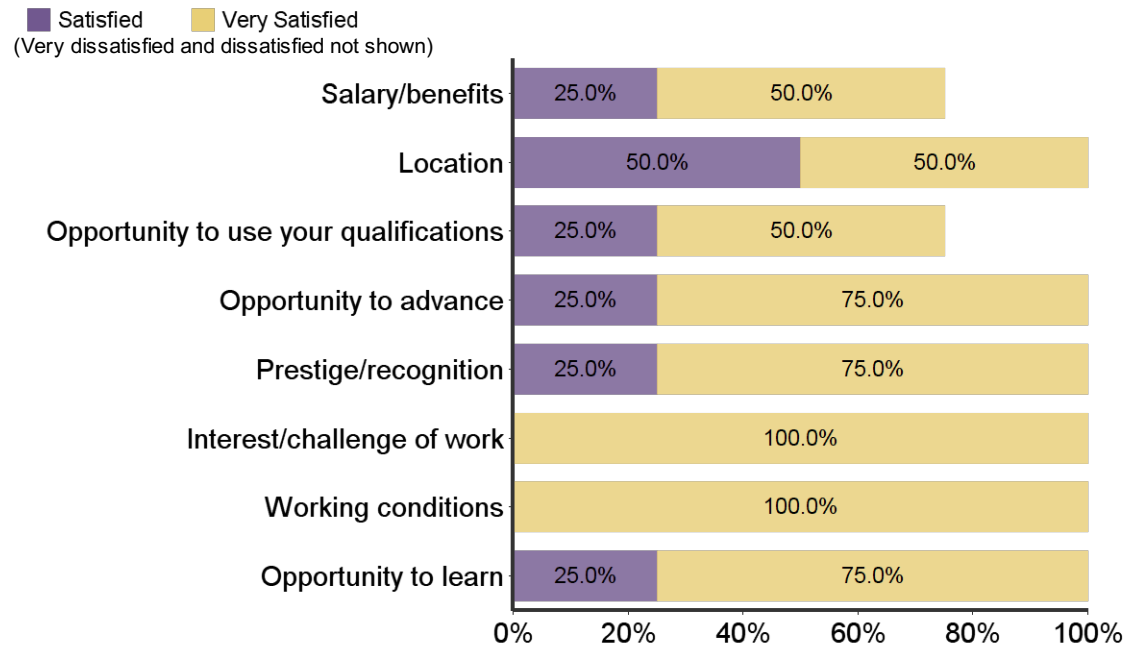 Satisfied Very Satisfied
(Very dissatisfied and dissatisfied not shown)
Salary/benefits 25.0% 50.0%
Location 50.0% 50.0%
Opportunity to use your qualifications 25.0% 50.0%
Opportunity to advance 25.0% 75.0%
Prestige/recognition 25.0% 75.0%
Interest/challenge of work 100.0%
Working conditions 100.0%
Opportunity to learn 25.0% 75.0%
0% 20% 40% 60% 80% 100%